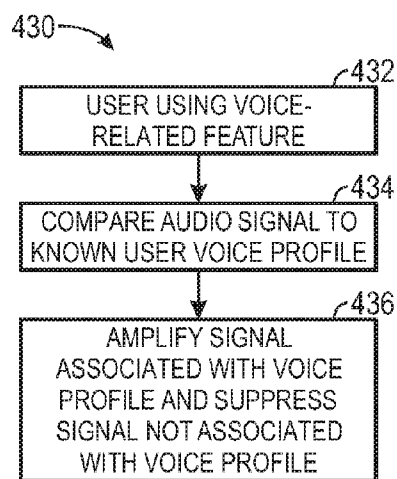 430
432
USER USING VOICE-
RELATED FEATURE
434
COMPARE AUDIO SIGNAL TO
KNOWN USER VOICE PROFILE
436
AMPLIFY SIGNAL
ASSOCIATED WITH VOICE
PROFILE AND SUPPRESS
SIGNAL NOT ASSOCIATED
WITH VOICE PROFILE